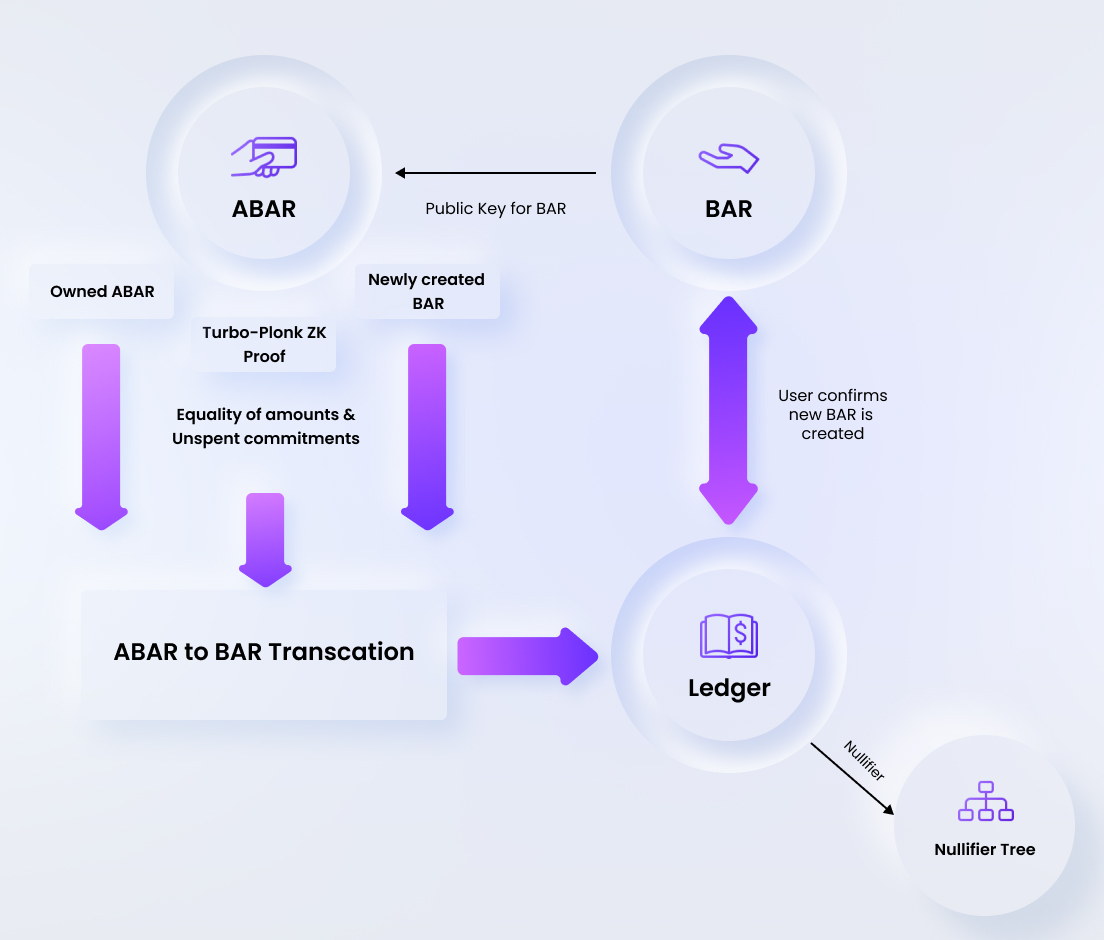 ABAR
BAR
Public Key for BAR
Owned ABAR
Newly created
BAR
Turbo-Plonk ZK
Proof
Equality of amounts &
Unspent commitments
User confirms
new BAR is
created
ABAR to BAR Transcation
Ledger
Nullifier
Nullifier Tree